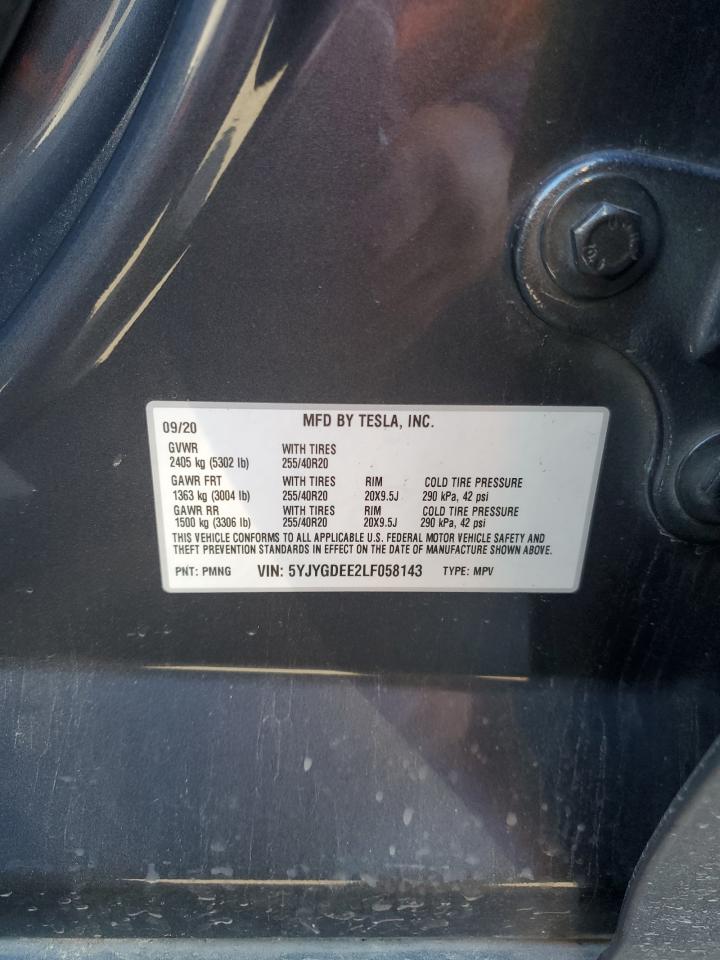 MFD BY TESLA, INC.
09/20
GVWR WITH TIRES
2405 kg (5302 lb) 255/40R20
GAWR FRT WITH TIRES RIM COLD TIRE PRESSURE
1363 kg (3004 lb) 255/40R20 20X9.5J 290 kPa, 42 psi
GAWR RR WITH TIRES RIM COLD TIRE PRESSURE
1500 kg (3306 lb) 255/40R20 20X9.5J 290 kPa, 42 psi
THIS VEHICLE CONFORMS TO ALL APPLICABLE U.S. FEDERAL MOTOR VEHICLE SAFETY AND
THEFT PREVENTION STANDARDS IN EFFECT ON THE DATE OF MANUFACTURE SHOWN ABOVE.
PNT: PMNG VIN: 5YJYGDEE2LF058143 TYPE: MPV